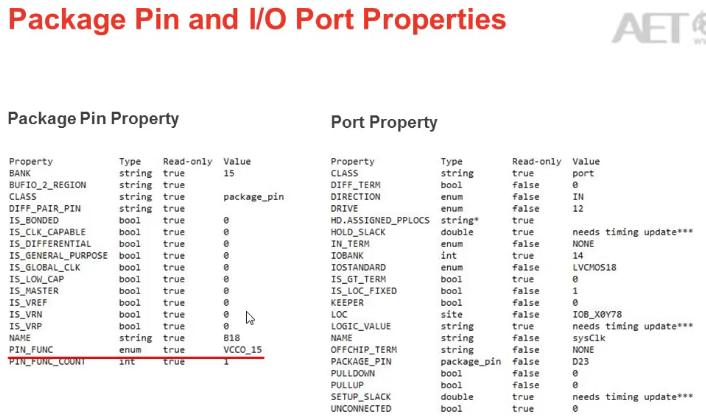 Package Pin and I/O Port Properties
AET
Package Pin Property
Property Type Read-only Value
BANK string true 15
BUFIO_2_REGION string true
CLASS string true package_pin
DIFF_PAIR_PIN string true
IS_BONDED bool true 0
IS_CLK_CAPABLE bool true 0
IS_DIFFERENTIAL bool true 0
IS_GENERAL_PURPOSE bool true 0
IS_GLOBAL_CLK bool true 0
IS_LOW_CAP bool true 0
IS_MASTER bool true 0
IS_VREF bool true 0
IS_VRN bool true 0
IS_VRP bool true 0
NAME string true B18
PIN_FUNC enum true VCCO_15
PIN_FUNC_COUNT int true 1
Port Property
Property Type Read-only Value
CLASS string true port
DIFF_TERM bool false 0
DIRECTION enum false IN
DRIVE enum false 12
HD.ASSIGNED_PPLOCS string* true
HOLD_SLACK double true needs timing update***
IN_TERM enum false NONE
IOBANK int true 14
IOSTANDARD enum false LVCMOS18
IS_GT_TERM bool true 0
IS_LOC_FIXED bool false 1
KEEPER bool false 0
LOC site false IOB_X0Y78
LOGIC_VALUE string true needs timing update***
NAME string false sysClk
OFFCHIP_TERM string false NONE
PACKAGE_PIN package_pin false D23
PULLDOWN bool false 0
PULLUP bool false 0
SETUP_SLACK double true needs timing update***
UNCONNECTED bool true 0